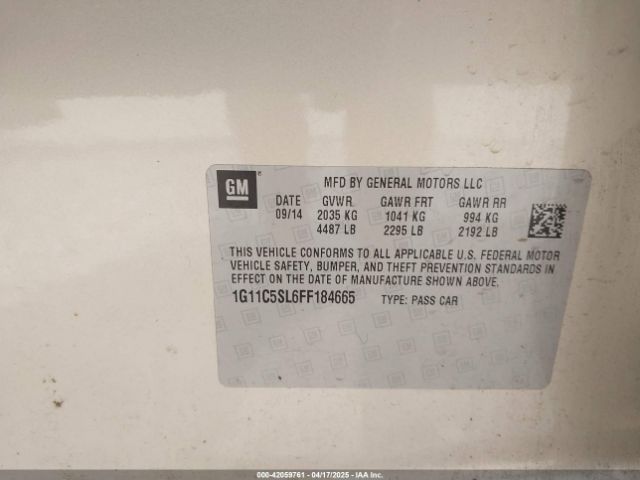 GM ®
MFD BY GENERAL MOTORS LLC
DATE GVWR GAWR FRT GAWR RR
09/14 2035 KG 1041 KG 994 KG
4487 LB 2295 LB 2192 LB
THIS VEHICLE CONFORMS TO ALL APPLICABLE U.S. FEDERAL MOTOR
VEHICLE SAFETY, BUMPER, AND THEFT PREVENTION STANDARDS IN
EFFECT ON THE DATE OF MANUFACTURE SHOWN ABOVE.
1G11C5SL6FF184665 TYPE: PASS CAR
000-42059761 - 04/17/2025 - IAA Inc.